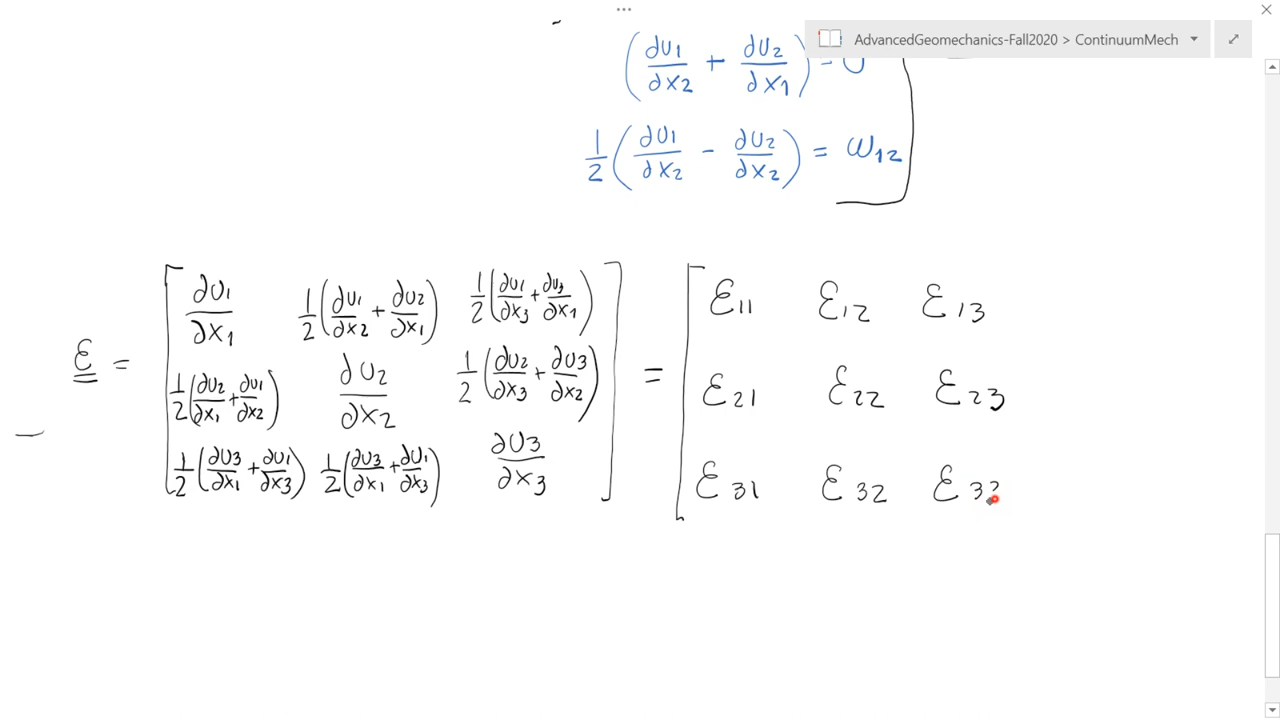 AdvancedGeomechanics-Fall2020 > ContinuumMech
(∂U1/∂X2 + ∂U2/∂X1) = 0
1/2 (∂U1/∂X2 - ∂U2/∂X2) = ω12
ε = [ ∂U1/∂X1 1/2(∂U1/∂X2 + ∂U2/∂X1) 1/2(∂U1/∂X3 + ∂U3/∂X1) ] = [ ε11 ε12 ε13 ]
1/2(∂U2/∂X1 + ∂U1/∂X2) ∂U2/∂X2 1/2(∂U2/∂X3 + ∂U3/∂X2) ε21 ε22 ε23
1/2(∂U3/∂X1 + ∂U1/∂X3) 1/2(∂U3/∂X1 + ∂U1/∂X3) ∂U3/∂X3 ε31 ε32 ε33